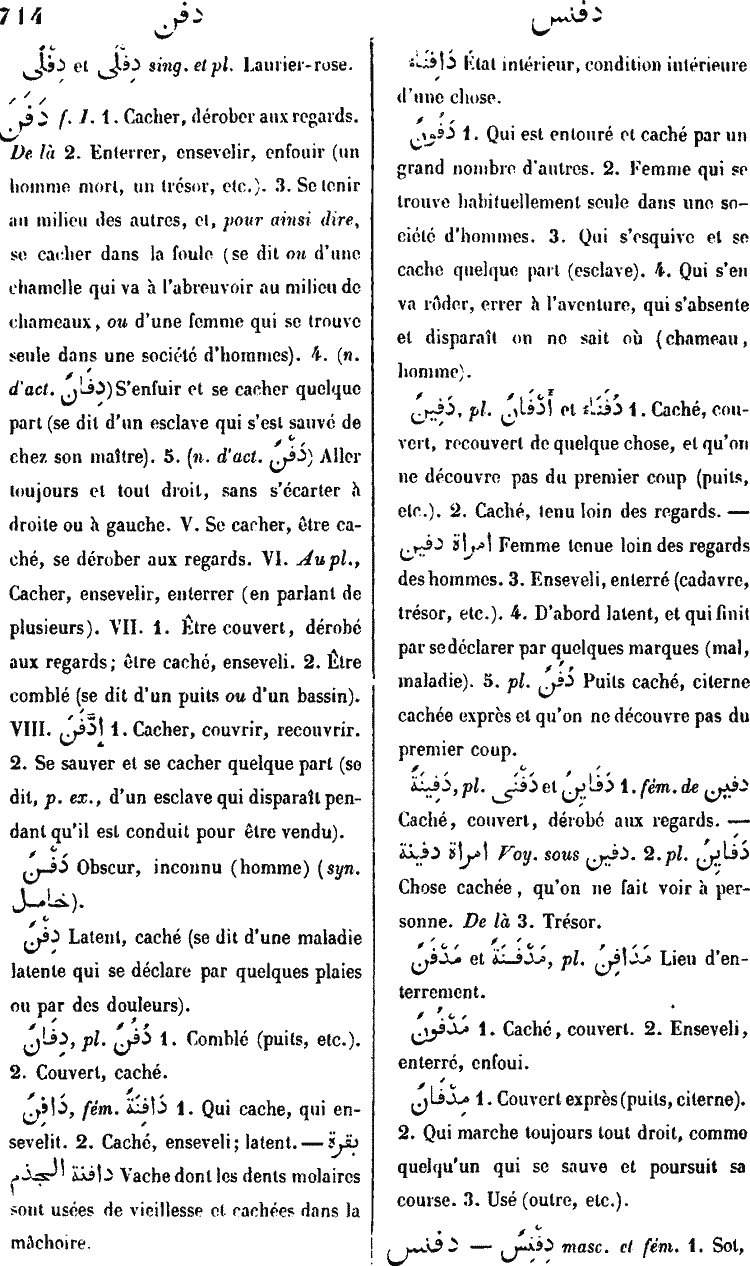 714
دفن
دفنس
دِفْلًى et دِفْلَى sing. et pl. Laurier-rose.
دَفَنَ f. I. 1. Cacher, dérober aux regards.
De là 2. Enterrer, ensevelir, enfouir (un
homme mort, un trésor, etc.). 3. Se tenir
au milieu des autres, et, pour ainsi dire,
se cacher dans la foule (se dit ou d'une
chamelle qui va à l'abreuvoir au milieu de
chameaux, ou d'une femme qui se trouve
seule dans une société d'hommes). 4. (n.
d'act. دِفَانٌ) S'enfuir et se cacher quelque
part (se dit d'un esclave qui s'est sauvé de
chez son maître). 5. (n. d'act. دَفْنٌ) Aller
toujours et tout droit, sans s'écarter à
droite ou à gauche. V. Se cacher, être ca-
ché, se dérober aux regards. VI. Au pl.,
Cacher, ensevelir, enterrer (en parlant de
plusieurs). VII. 1. Être couvert, dérobé
aux regards; être caché, enseveli. 2. Être
comblé (se dit d'un puits ou d'un bassin).
VIII. اِدَّفَنَ 1. Cacher, couvrir, recouvrir.
2. Se sauver et se cacher quelque part (se
dit, p. ex., d'un esclave qui disparaît pen-
dant qu'il est conduit pour être vendu).
دَفْنٌ Obscur, inconnu (homme) (syn.
خامل).
دِفْنٌ Latent, caché (se dit d'une maladie
latente qui se déclare par quelques plaies
ou par des douleurs).
دِفَانٌ, pl. دُفُنٌ 1. Comblé (puits, etc.).
2. Couvert, caché.
دَافِنٌ, fém. دَافِنَةٌ 1. Qui cache, qui en-
sevelit. 2. Caché, enseveli; latent. — بقرة
دافنة الجذم Vache dont les dents molaires
sont usées de vieillesse et cachées dans la
mâchoire.
دَافِنَاءُ État intérieur, condition intérieure
d'une chose.
دَفُونٌ 1. Qui est entouré et caché par un
grand nombre d'autres. 2. Femme qui se
trouve habituellement seule dans une so-
ciété d'hommes. 3. Qui s'esquive et se
cache quelque part (esclave). 4. Qui s'en
va rôder, errer à l'aventure, qui s'absente
et disparaît on ne sait où (chameau,
homme).
دَفِينٌ, pl. أَدْفَانٌ et دُفَنَاءُ 1. Caché, cou-
vert, recouvert de quelque chose, et qu'on
ne découvre pas du premier coup (puits,
etc.). 2. Caché, tenu loin des regards. —
امراة دفين Femme tenue loin des regards
des hommes. 3. Enseveli, enterré (cadavre,
trésor, etc.). 4. D'abord latent, et qui finit
par se déclarer par quelques marques (mal,
maladie). 5. pl. دُفُنٌ Puits caché, citerne
cachée exprès et qu'on ne découvre pas du
premier coup.
دَفِينَةٌ, pl. دَفْنَى et دَفَايِنُ 1. fém. de دفين
Caché, couvert, dérobé aux regards. —
امراة دفينة Voy. sous دفين. 2. pl. دَفَايِنُ
Chose cachée, qu'on ne fait voir à per-
sonne. De là 3. Trésor.
مَدْفَنٌ et مَدْفَنَةٌ, pl. مَدَافِنُ Lieu d'en-
terrement.
مَدْفُونٌ 1. Caché, couvert. 2. Enseveli,
enterré, enfoui.
مِدْفَانٌ 1. Couvert exprès (puits, citerne).
2. Qui marche toujours tout droit, comme
quelqu'un qui se sauve et poursuit sa
course. 3. Usé (outre, etc.).
دفنس — دِفْنِسٌ masc. et fém. 1. Sot,